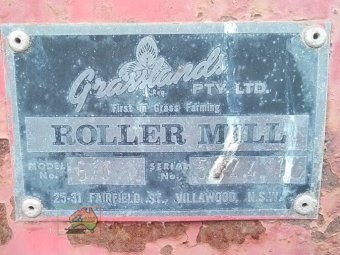 Grasslands
PTY. LTD.
First in Grass Farming
ROLLER MILL
MODEL No. SERIAL No.
25-31 FAIRFIELD ST., VILLAWOOD, N.S.W.